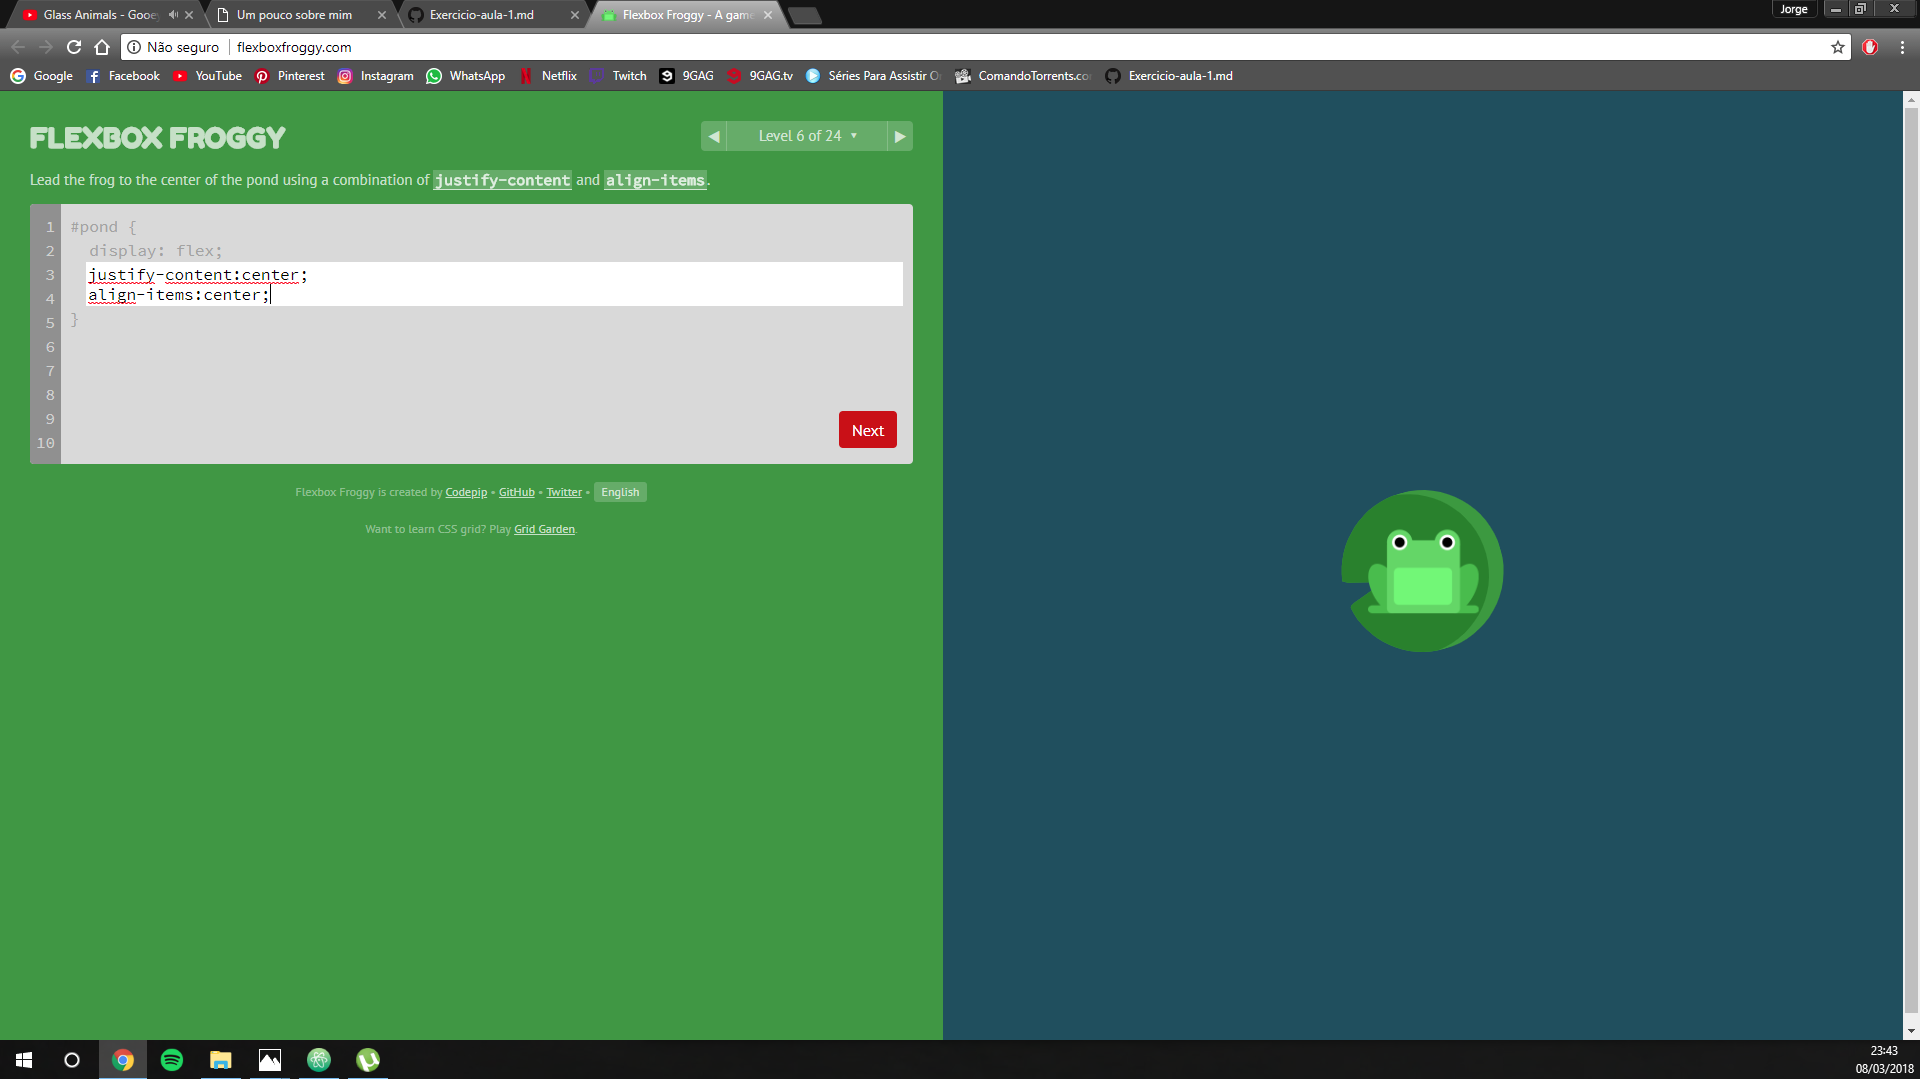 Glass Animals - Gooey
Um pouco sobre mim
Exercicio-aula-1.md
Flexbox Froggy - A game
Jorge
Não seguro
flexboxfroggy.com
Google
Facebook
YouTube
Pinterest
Instagram
WhatsApp
Netflix
Twitch
9GAG
9GAG.tv
Séries Para Assistir On
ComandoTorrents.co
Exercicio-aula-1.md
FLEXBOX FROGGY
Level 6 of 24
Lead the frog to the center of the pond using a combination of justify-content and align-items.
1 #pond {
2 display: flex;
3 justify-content:center;
4 align-items:center;
5 }
6
7
8
9
10
Next
Flexbox Froggy is created by Codepip • GitHub • Twitter • English
Want to learn CSS grid? Play Grid Garden.
23:43
08/03/2018